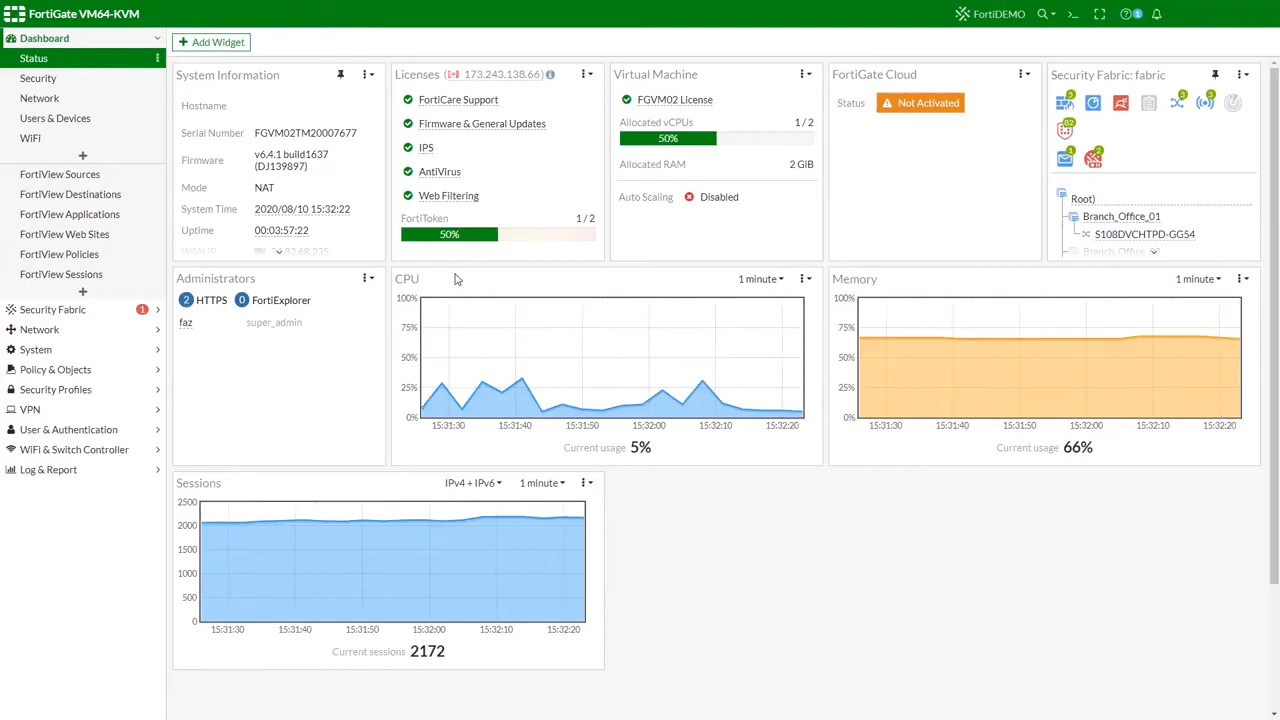 FortiGate VM64-KVM
FortiDEMO
1
Dashboard
Status
Security
Network
Users & Devices
WiFi
FortiView Sources
FortiView Destinations
FortiView Applications
FortiView Web Sites
FortiView Policies
FortiView Sessions
Security Fabric 1
Network
System
Policy & Objects
Security Profiles
VPN
User & Authentication
WiFi & Switch Controller
Log & Report
+ Add Widget
System Information
Hostname
Serial Number FGVM02TM20007677
Firmware v6.4.1 build1637 (DJ139897)
Mode NAT
System Time 2020/08/10 15:32:22
Uptime 00:03:57:22
WAN IP
Licenses (173.243.138.66)
FortiCare Support
Firmware & General Updates
IPS
AntiVirus
Web Filtering
FortiToken 1 / 2
50%
Virtual Machine
FGVM02 License
Allocated vCPUs 1 / 2
50%
Allocated RAM 2 GiB
Auto Scaling Disabled
FortiGate Cloud
Status Not Activated
Security Fabric: fabric
5
3
3
62
1
2
Root)
Branch_Office_01
S108DVCHTPD-GG54
Administrators
2 HTTPS 0 FortiExplorer
faz super_admin
CPU 1 minute
100%
75%
50%
25%
0%
15:31:30 15:31:40 15:31:50 15:32:00 15:32:10 15:32:20
Current usage 5%
Memory 1 minute
100%
75%
50%
25%
0%
15:31:30 15:31:40 15:31:50 15:32:00 15:32:10 15:32:20
Current usage 66%
Sessions IPv4 + IPv6 1 minute
2500
2000
1500
1000
500
0
15:31:30 15:31:40 15:31:50 15:32:00 15:32:10 15:32:20
Current sessions 2172